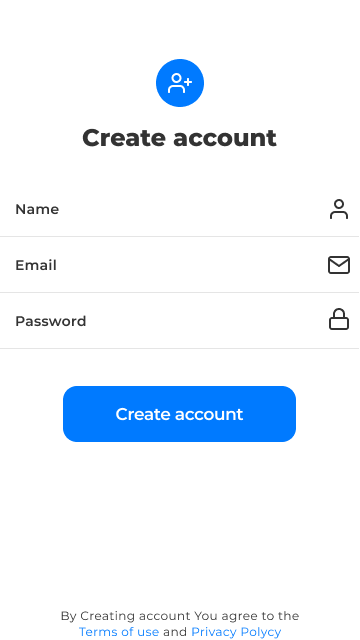 Create account
Name
Email
Password
Create account
By Creating account You agree to the
Terms of use and Privacy Polycy